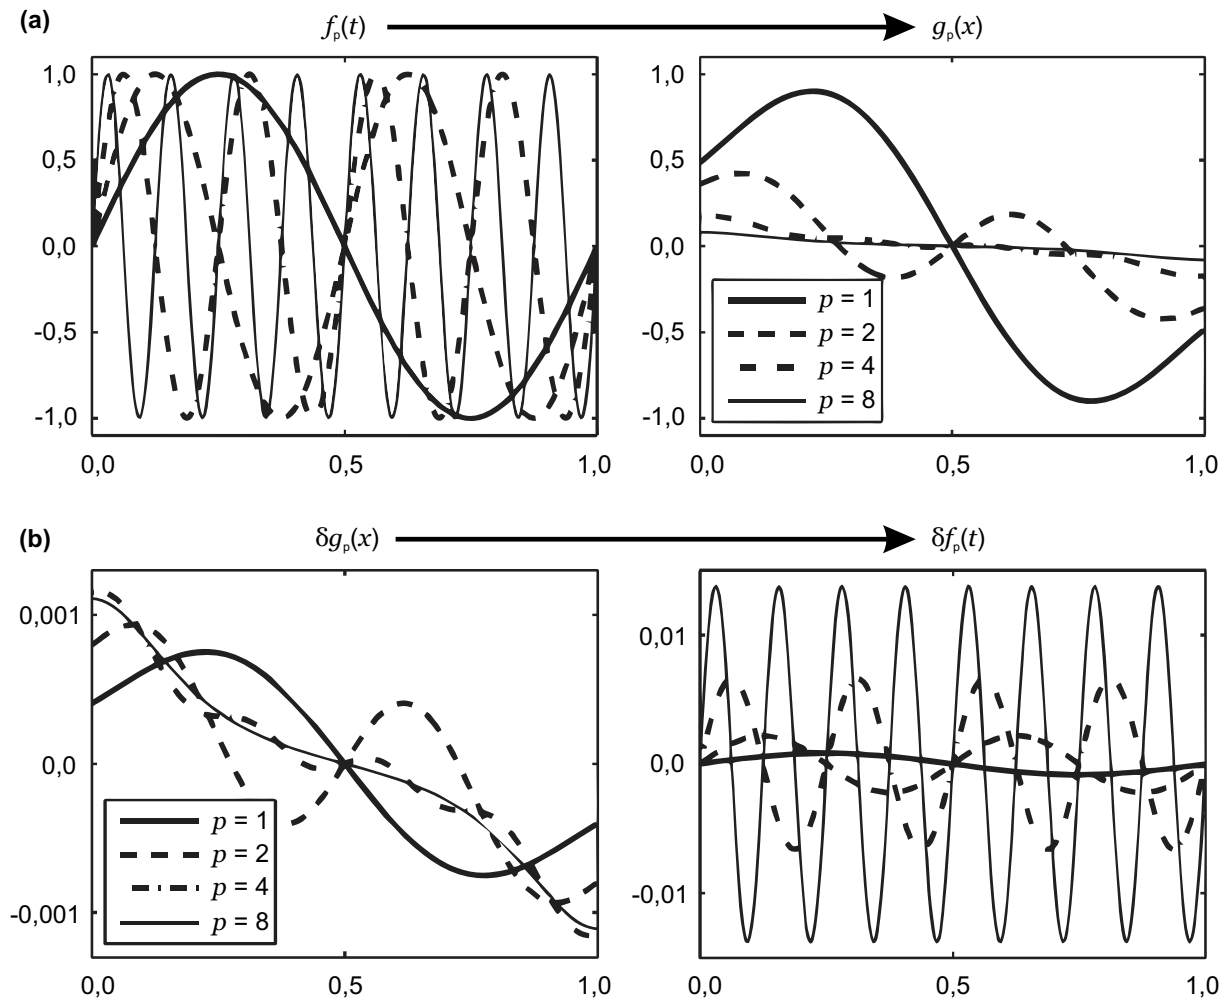 (a)
fₚ(t) gₚ(x)
1,0 1,0
0,5 0,5
0,0 0,0
-0,5 -0,5
-1,0 -1,0
p = 1
p = 2
p = 4
p = 8
0,0 0,5 1,0 0,0 0,5 1,0
(b)
δgₚ(x) δfₚ(t)
0,001 0,01
0,0 0,0
-0,001 -0,01
p = 1
p = 2
p = 4
p = 8
0,0 0,5 1,0 0,0 0,5 1,0